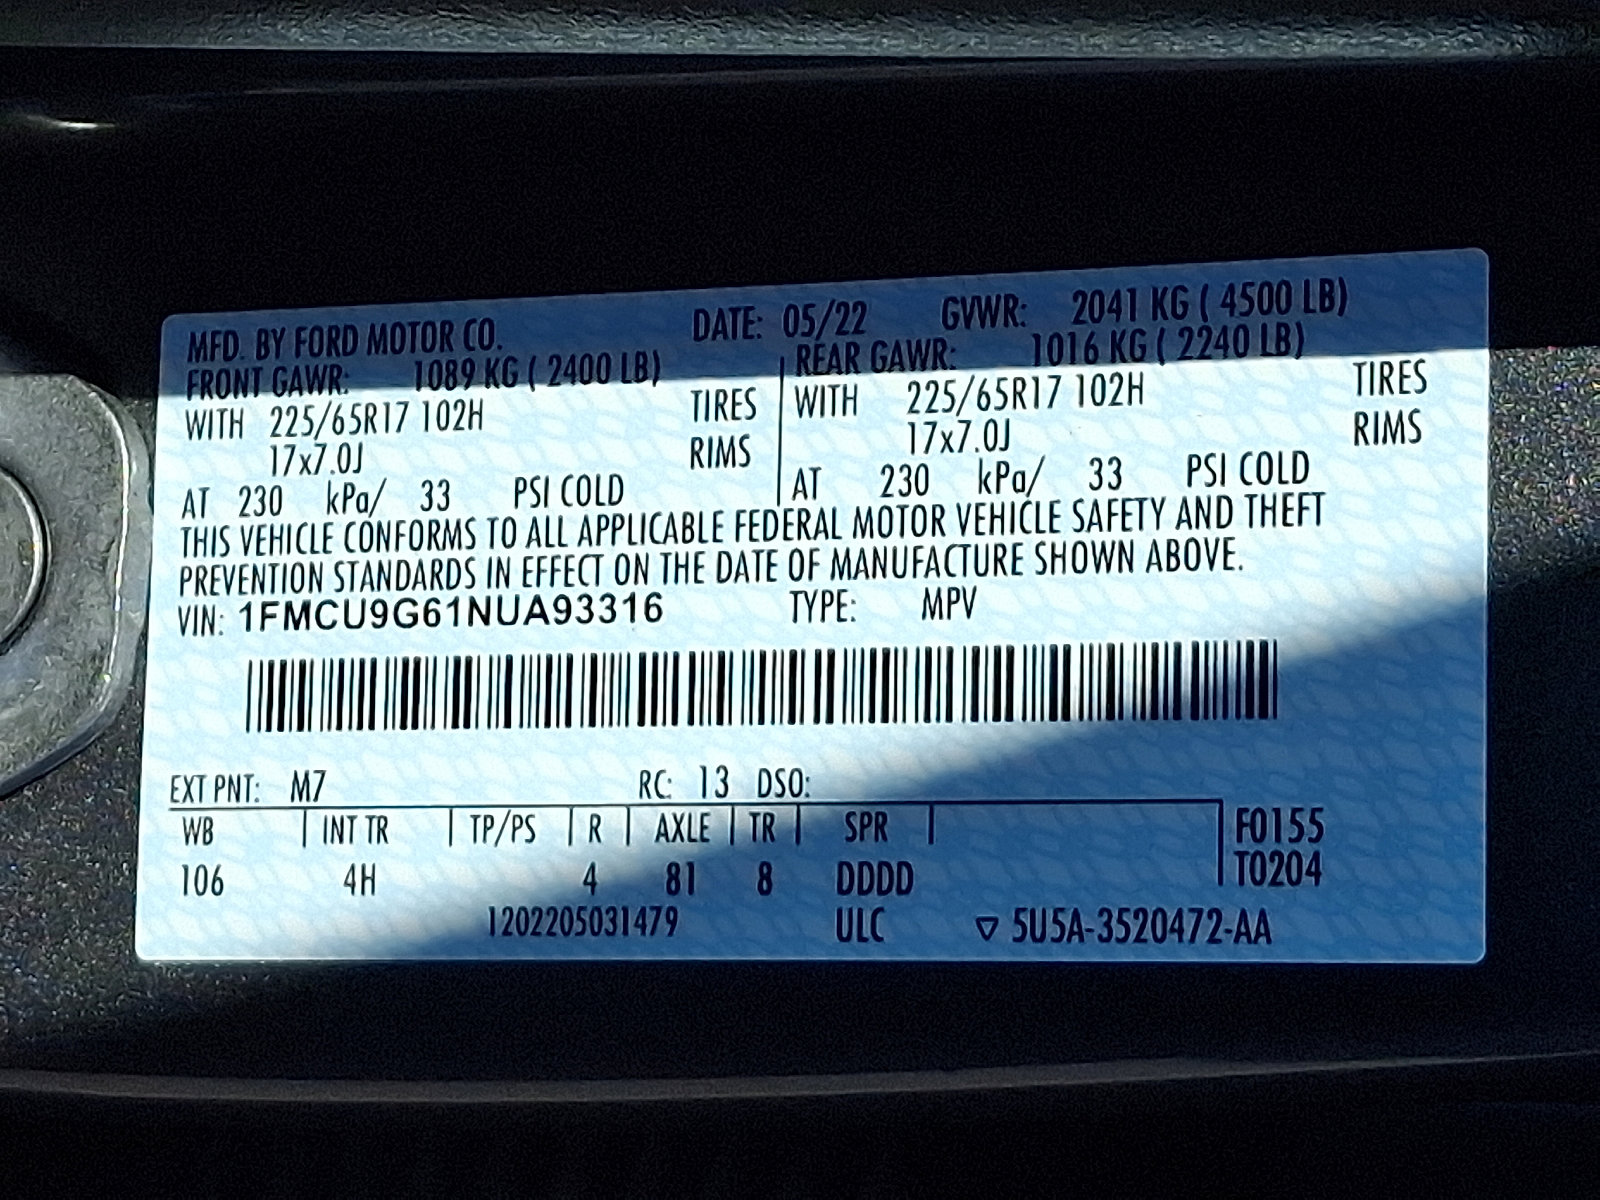 MFD. BY FORD MOTOR CO. DATE: 05/22 GVWR: 2041 KG ( 4500 LB)
FRONT GAWR: 1089 KG ( 2400 LB) REAR GAWR: 1016 KG ( 2240 LB)
WITH 225/65R17 102H TIRES WITH 225/65R17 102H TIRES
17x7.0J RIMS 17x7.0J RIMS
AT 230 kPa/ 33 PSI COLD AT 230 kPa/ 33 PSI COLD
THIS VEHICLE CONFORMS TO ALL APPLICABLE FEDERAL MOTOR VEHICLE SAFETY AND THEFT
PREVENTION STANDARDS IN EFFECT ON THE DATE OF MANUFACTURE SHOWN ABOVE.
VIN: 1FMCU9G61NUA93316 TYPE: MPV
EXT PNT: M7 RC: 13 DSO:
WB INT TR TP/PS R AXLE TR SPR F0155
106 4H 4 81 8 DDDD T0204
1202205031479 ULC ▽ 5U5A-3520472-AA